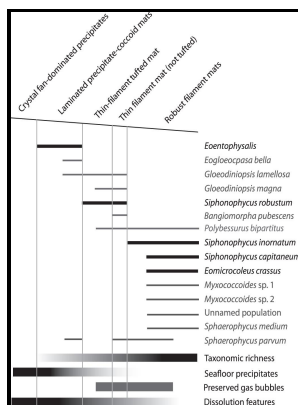 Crystal fan-dominated precipitates
Laminated precipitate-coccoid mats
Thin-filament tufted mat
Thin filament mat (not tufted)
Robust filament mats
Eoentophysalis
Eogloeocpasa bella
Gloeodiniopsis lamellosa
Gloeodiniopsis magna
Siphonophycus robustum
Bangiomorpha pubescens
Polybessurus bipartitus
Siphonophycus inornatum
Siphonophycus capitaneum
Eomicrocoleus crassus
Myxococcoides sp. 1
Myxococcoides sp. 2
Unnamed population
Sphaerophycus medium
Sphaerophycus parvum
Taxonomic richness
Seafloor precipitates
Preserved gas bubbles
Dissolution features